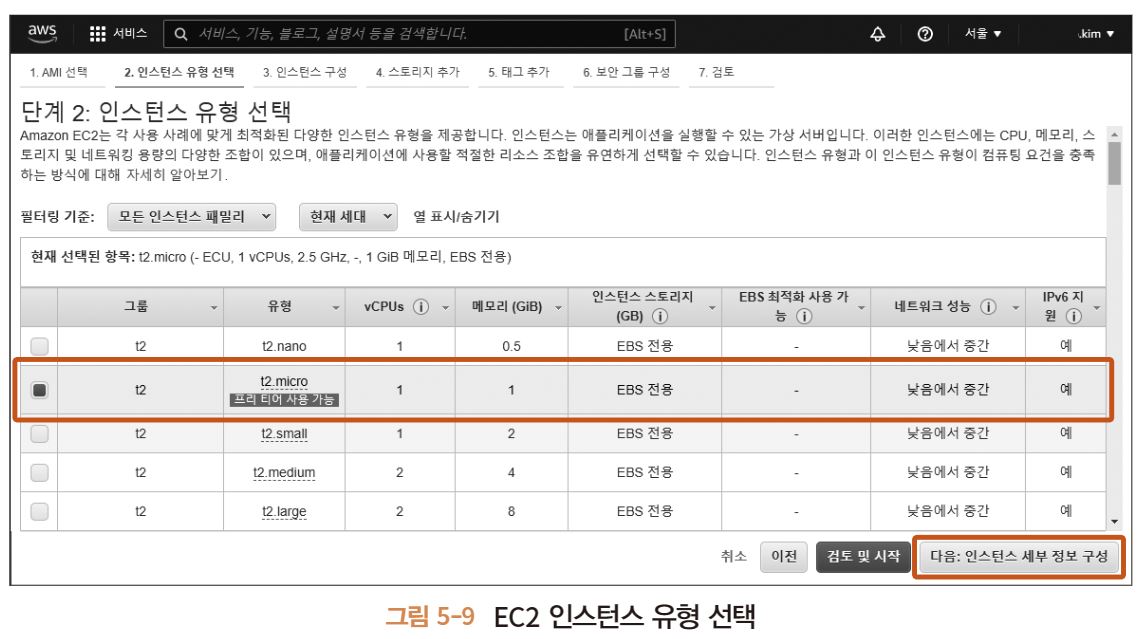 aws 서비스 서비스, 기능, 블로그, 설명서 등을 검색합니다. [Alt+S] 서울 ▼ .kim ▼
1. AMI 선택 2. 인스턴스 유형 선택 3. 인스턴스 구성 4. 스토리지 추가 5. 태그 추가 6. 보안 그룹 구성 7. 검토
단계 2: 인스턴스 유형 선택
Amazon EC2는 각 사용 사례에 맞게 최적화된 다양한 인스턴스 유형을 제공합니다. 인스턴스는 애플리케이션을 실행할 수 있는 가상 서버입니다. 이러한 인스턴스에는 CPU, 메모리, 스
토리지 및 네트워킹 용량의 다양한 조합이 있으며, 애플리케이션에 사용할 적절한 리소스 조합을 유연하게 선택할 수 있습니다. 인스턴스 유형과 이 인스턴스 유형이 컴퓨팅 요건을 충족
하는 방식에 대해 자세히 알아보기.
필터링 기준: 모든 인스턴스 패밀리 현재 세대 열 표시/숨기기
현재 선택된 항목: t2.micro (- ECU, 1 vCPUs, 2.5 GHz, -, 1 GiB 메모리, EBS 전용)
그룹 유형 vCPUs 메모리 (GiB) 인스턴스 스토리지 (GB) EBS 최적화 사용 가능 네트워크 성능 IPv6 지원
t2 t2.nano 1 0.5 EBS 전용 - 낮음에서 중간 예
t2 t2.micro 프리 티어 사용 가능 1 1 EBS 전용 - 낮음에서 중간 예
t2 t2.small 1 2 EBS 전용 - 낮음에서 중간 예
t2 t2.medium 2 4 EBS 전용 - 낮음에서 중간 예
t2 t2.large 2 8 EBS 전용 - 낮음에서 중간 예
취소 이전 검토 및 시작 다음: 인스턴스 세부 정보 구성
그림 5-9 EC2 인스턴스 유형 선택